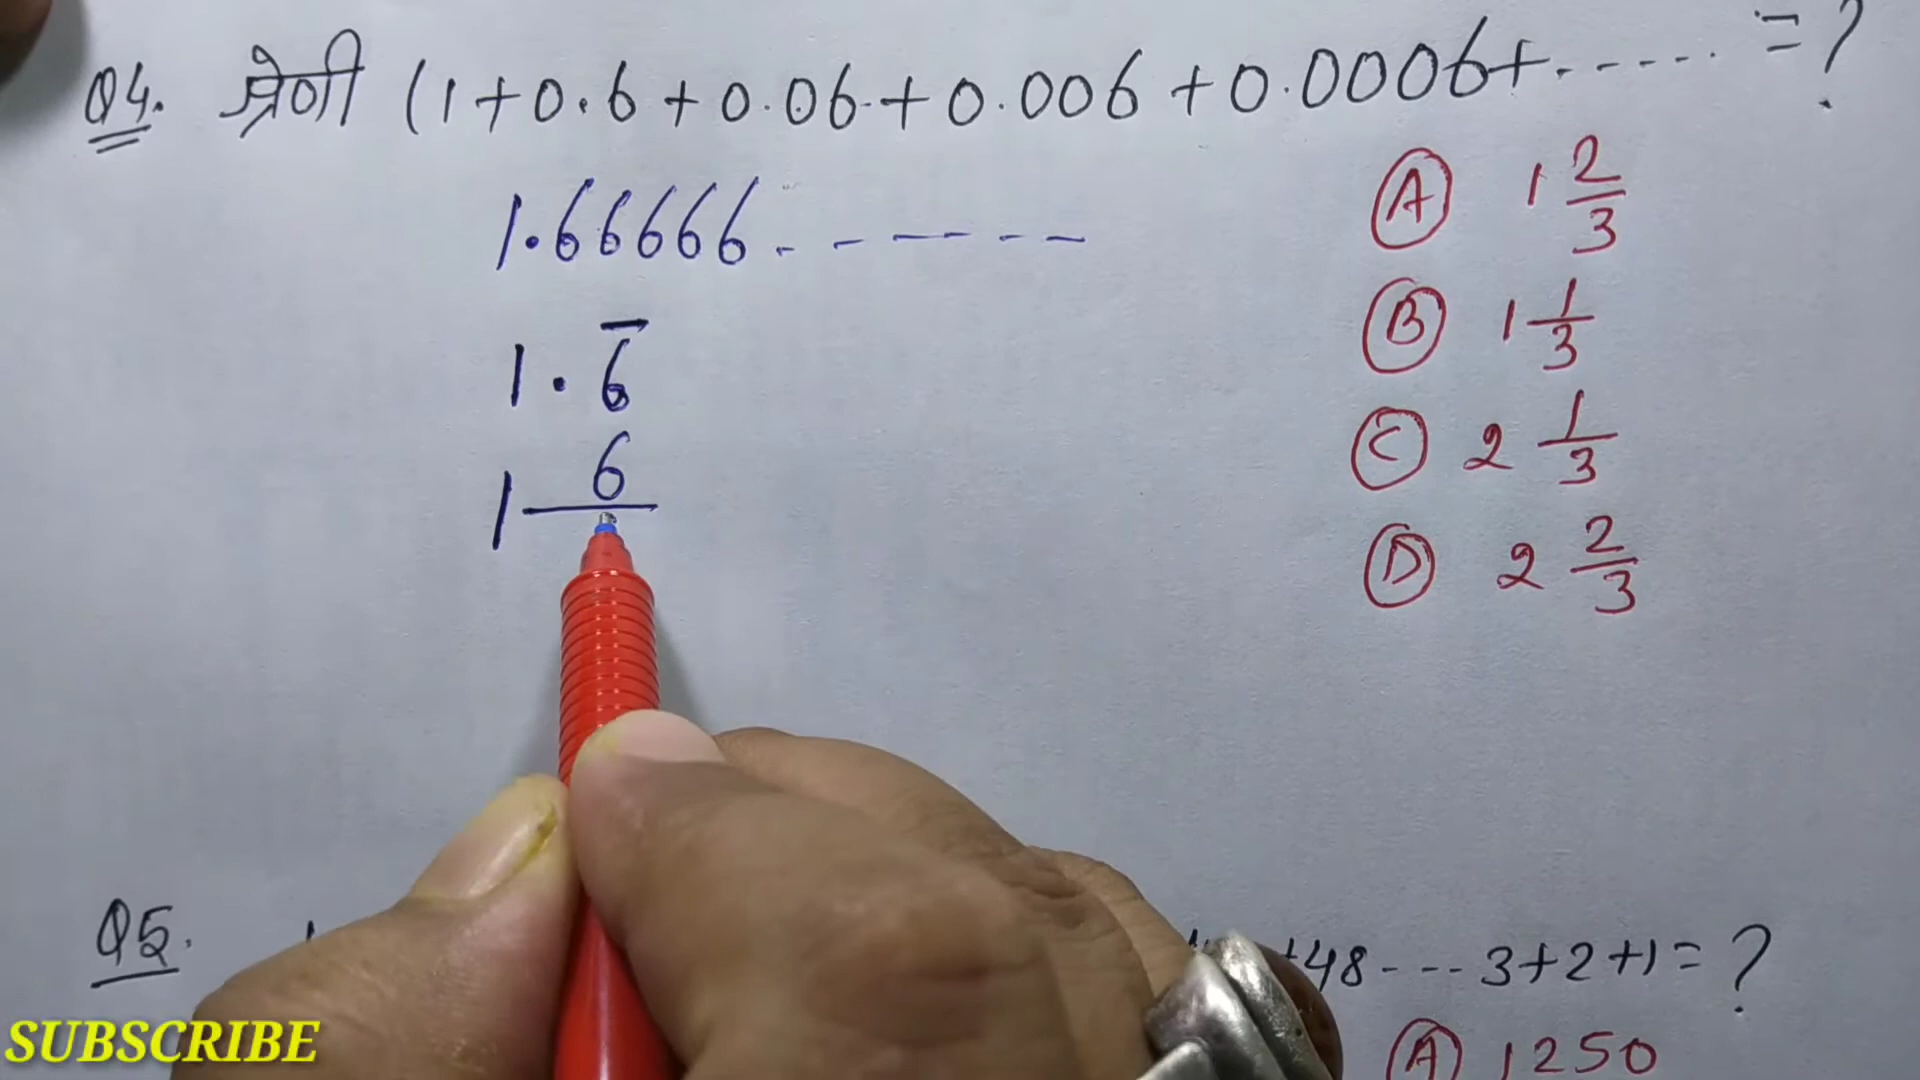 Q4. श्रेणी (1+0.6+0.06+0.006+0.0006+...... = ?
1.66666.------
1.6̅
1 6/
(A) 1 2/3
(B) 1 1/3
(C) 2 1/3
(D) 2 2/3
Q5. +48---3+2+1=?
(A) 1250
SUBSCRIBE